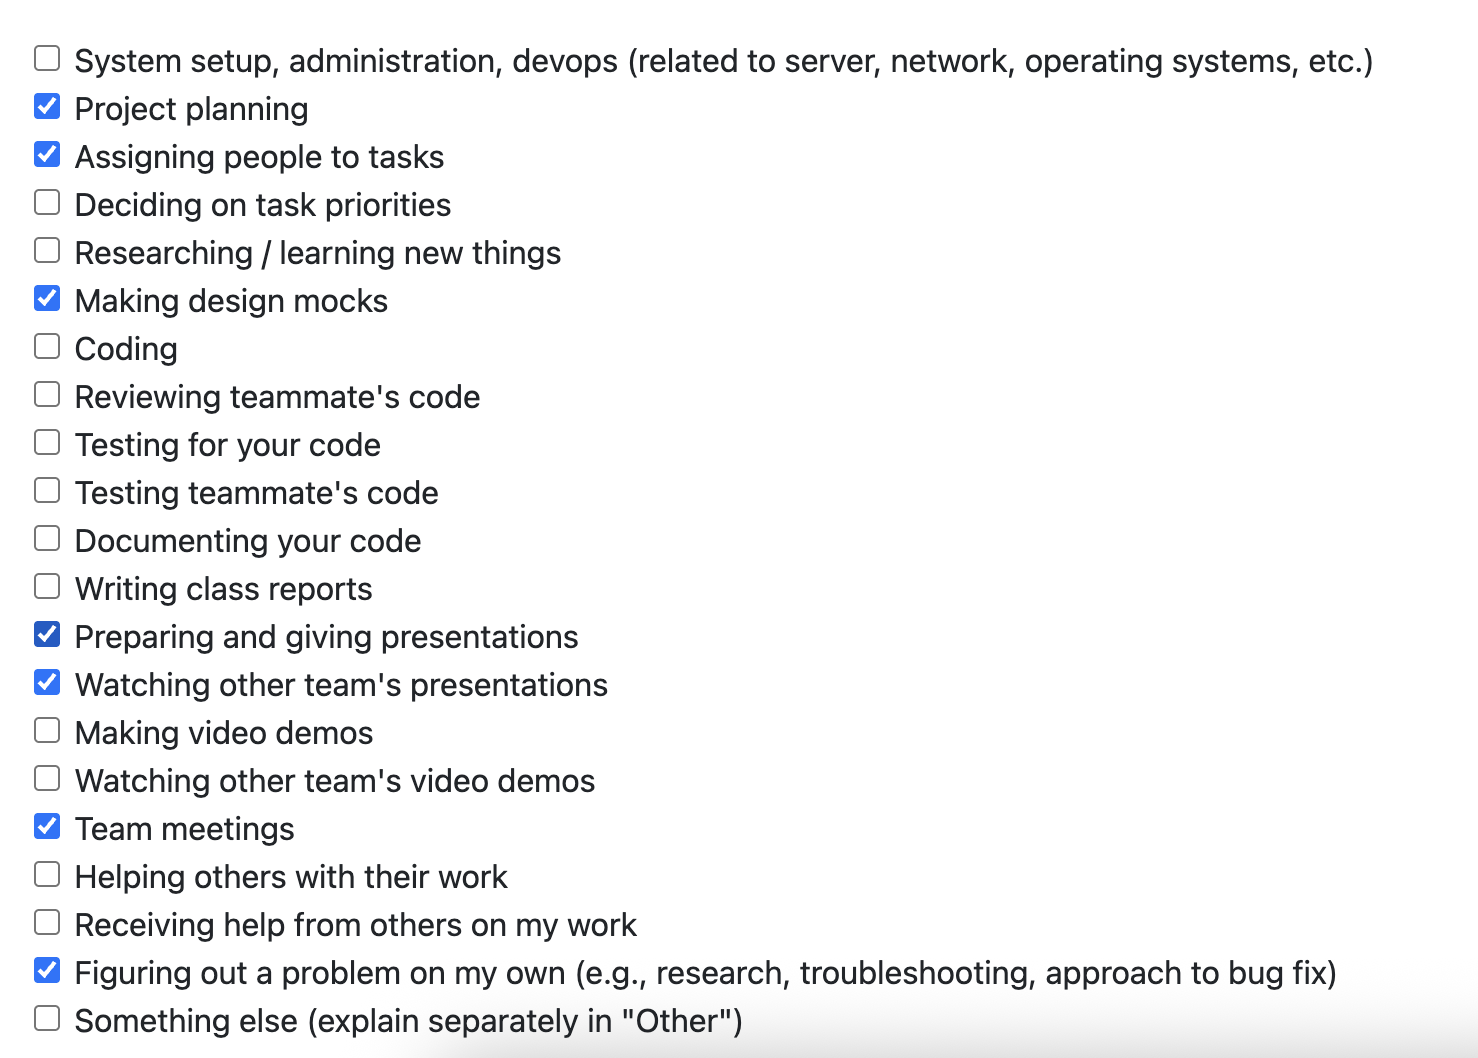 System setup, administration, devops (related to server, network, operating systems, etc.)
Project planning
Assigning people to tasks
Deciding on task priorities
Researching / learning new things
Making design mocks
Coding
Reviewing teammate's code
Testing for your code
Testing teammate's code
Documenting your code
Writing class reports
Preparing and giving presentations
Watching other team's presentations
Making video demos
Watching other team's video demos
Team meetings
Helping others with their work
Receiving help from others on my work
Figuring out a problem on my own (e.g., research, troubleshooting, approach to bug fix)
Something else (explain separately in "Other")